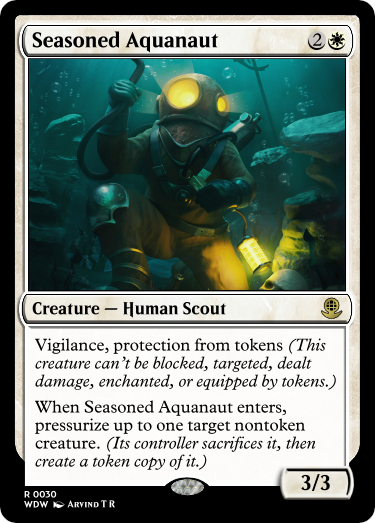 Seasoned Aquanaut 2
Creature — Human Scout
Vigilance, protection from tokens (This
creature can't be blocked, targeted, dealt
damage, enchanted, or equipped by tokens.)
When Seasoned Aquanaut enters,
pressurize up to one target nontoken
creature. (Its controller sacrifices it, then
create a token copy of it.)
3/3
R 0030
WDW Arvind T R